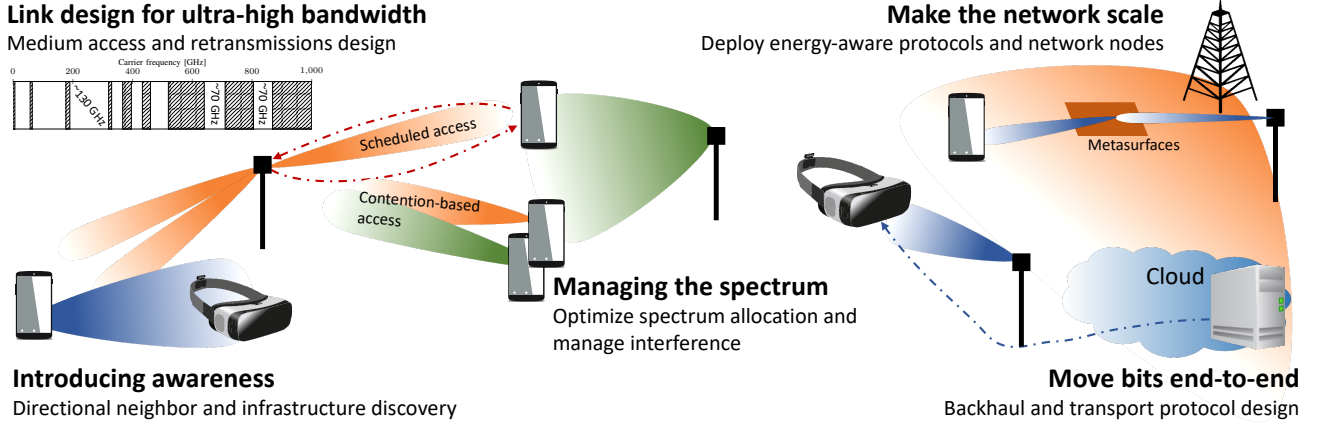 Link design for ultra-high bandwidth
Medium access and retransmissions design
Carrier frequency [GHz]
0 200 400 600 800 1,000
~130 GHz
~70 GHz
~70 GHz
Scheduled access
Contention-based
access
Managing the spectrum
Optimize spectrum allocation and
manage interference
Introducing awareness
Directional neighbor and infrastructure discovery
Make the network scale
Deploy energy-aware protocols and network nodes
Metasurfaces
Cloud
Move bits end-to-end
Backhaul and transport protocol design